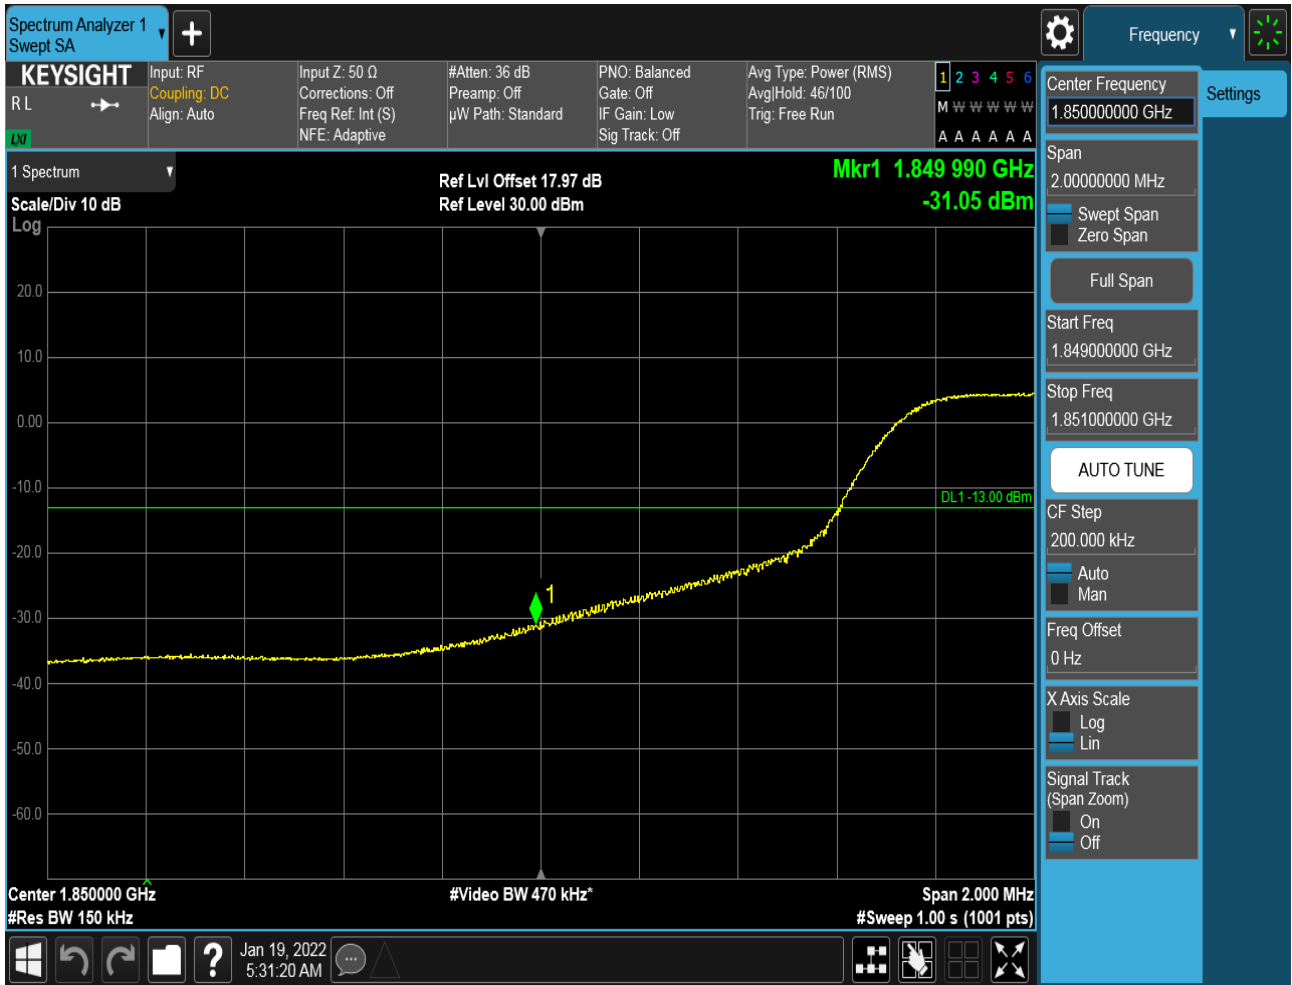 Spectrum Analyzer 1
Swept SA
Frequency
KEYSIGHT
R L
LXI
Input: RF
Coupling: DC
Align: Auto
Input Z: 50 Ω
Corrections: Off
Freq Ref: Int (S)
NFE: Adaptive
#Atten: 36 dB
Preamp: Off
µW Path: Standard
PNO: Balanced
Gate: Off
IF Gain: Low
Sig Track: Off
Avg Type: Power (RMS)
Avg|Hold: 46/100
Trig: Free Run
1 2 3 4 5 6
M W W W W W
A A A A A A
1 Spectrum
Scale/Div 10 dB
Log
Ref Lvl Offset 17.97 dB
Ref Level 30.00 dBm
Mkr1 1.849 990 GHz
-31.05 dBm
20.0
10.0
0.00
-10.0
-20.0
-30.0
-40.0
-50.0
-60.0
DL1 -13.00 dBm
1
Center 1.850000 GHz
#Res BW 150 kHz
#Video BW 470 kHz*
Span 2.000 MHz
#Sweep 1.00 s (1001 pts)
Jan 19, 2022
5:31:20 AM
Center Frequency
1.850000000 GHz
Settings
Span
2.00000000 MHz
Swept Span
Zero Span
Full Span
Start Freq
1.849000000 GHz
Stop Freq
1.851000000 GHz
AUTO TUNE
CF Step
200.000 kHz
Auto
Man
Freq Offset
0 Hz
X Axis Scale
Log
Lin
Signal Track
(Span Zoom)
On
Off